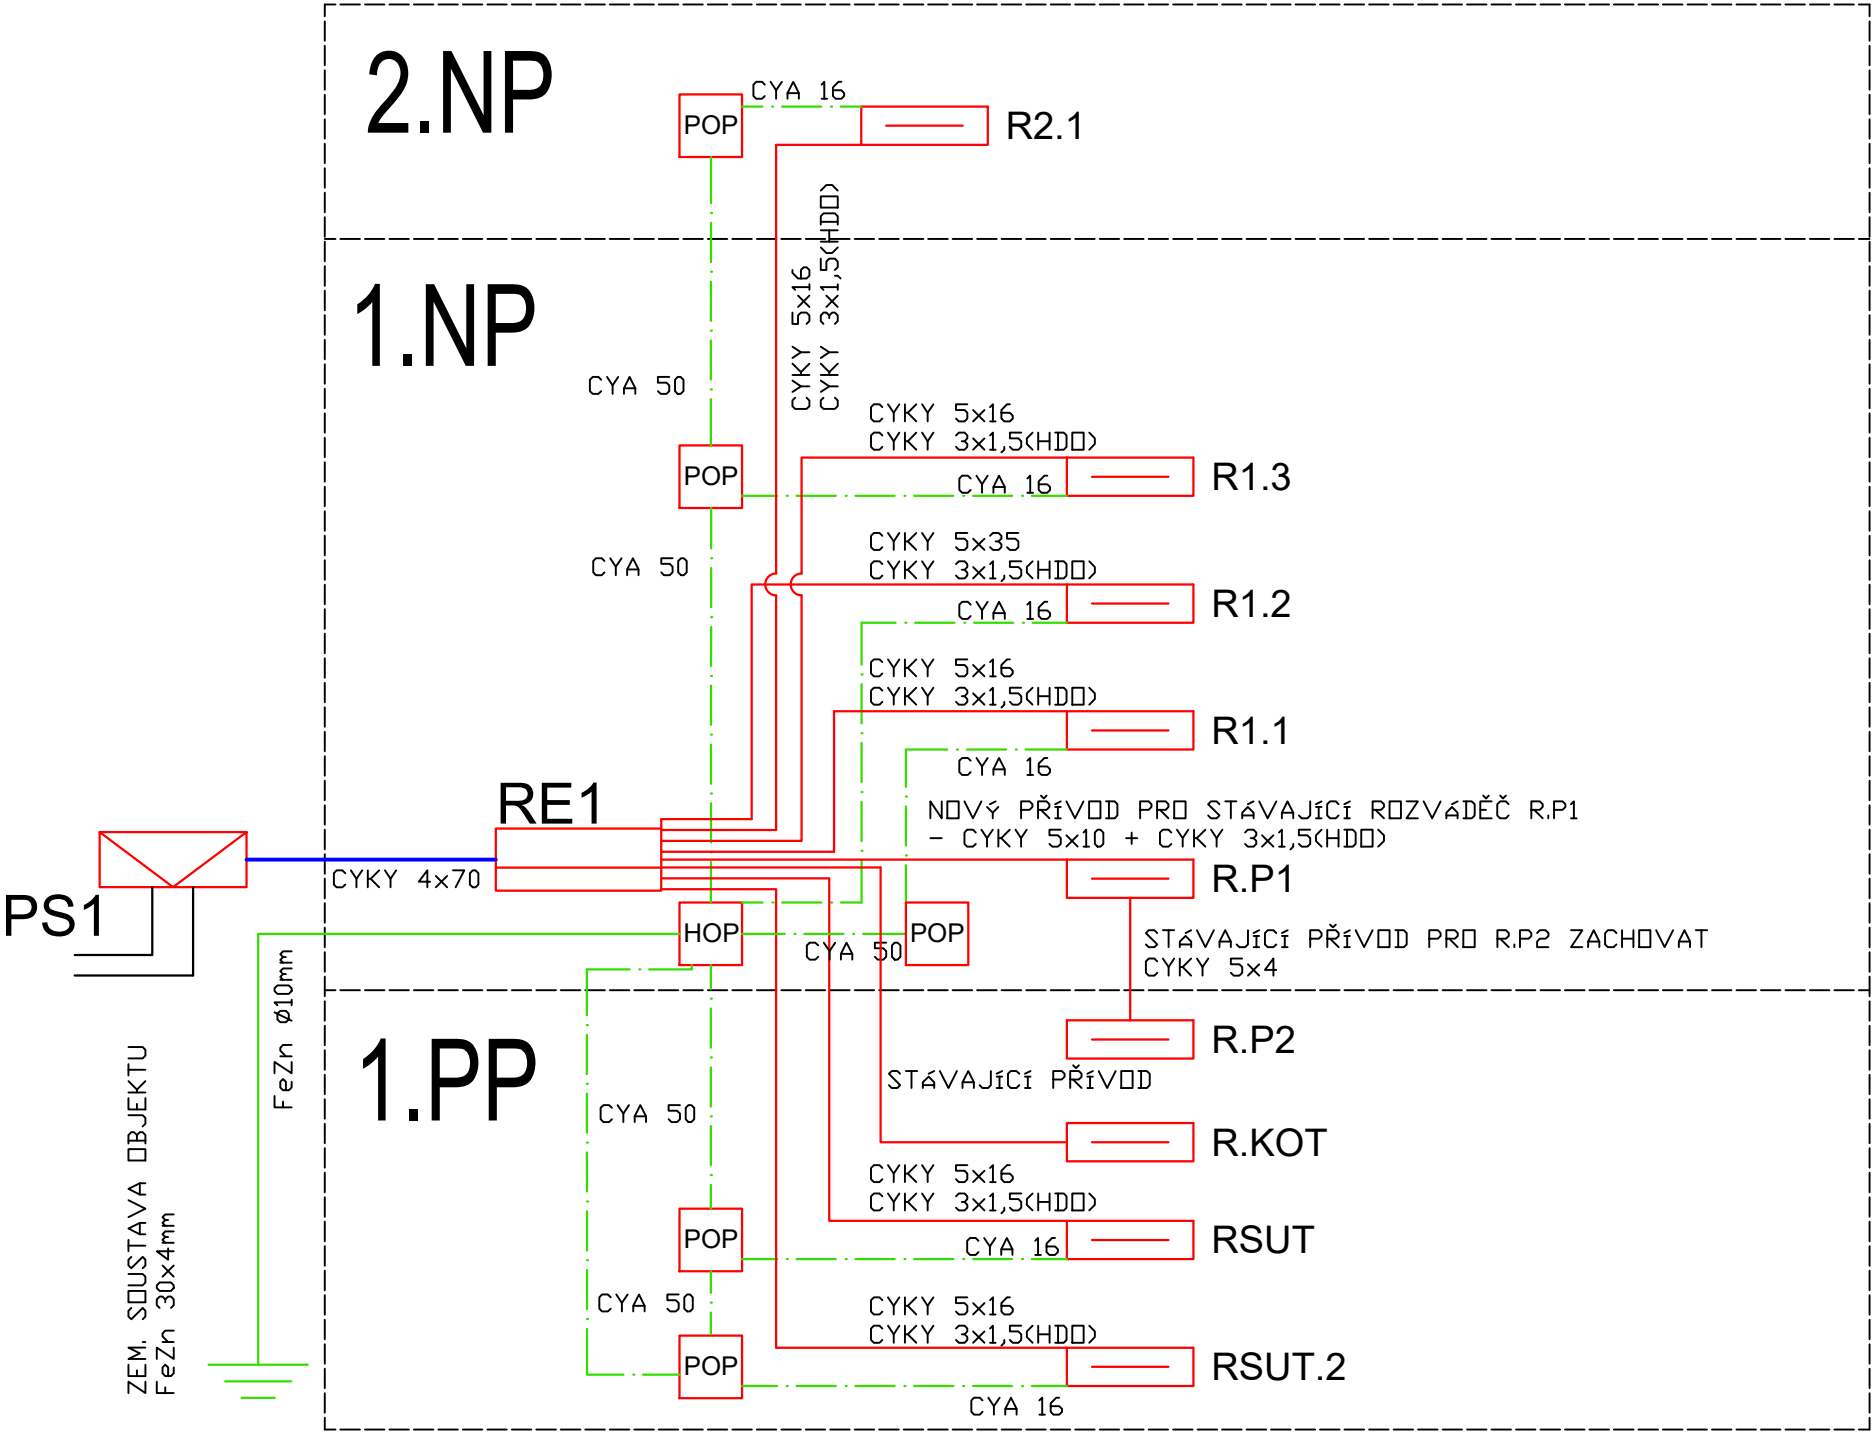 2.NP
CYA 16
POP
R2.1
CYKY 5x16
CYKY 3x1,5(HDO)
1.NP
CYA 50
CYKY 5x16
CYKY 3x1,5(HDO)
POP
CYA 16
R1.3
CYA 50
CYKY 5x35
CYKY 3x1,5(HDO)
CYA 16
R1.2
CYKY 5x16
CYKY 3x1,5(HDO)
R1.1
CYA 16
RE1
NOVÝ PŘÍVOD PRO STÁVAJÍCÍ ROZVÁDĚČ R.P1
- CYKY 5x10 + CYKY 3x1,5(HDO)
CYKY 4x70
R.P1
PS1
HOP
CYA 50
POP
STÁVAJÍCÍ PŘÍVOD PRO R.P2 ZACHOVAT
CYKY 5x4
FeZn Ø10mm
1.PP
R.P2
STÁVAJÍCÍ PŘÍVOD
CYA 50
R.KOT
ZEM. SOUSTAVA OBJEKTU
FeZn 30x4mm
CYKY 5x16
CYKY 3x1,5(HDO)
POP
CYA 16
RSUT
CYA 50
CYKY 5x16
CYKY 3x1,5(HDO)
POP
RSUT.2
CYA 16